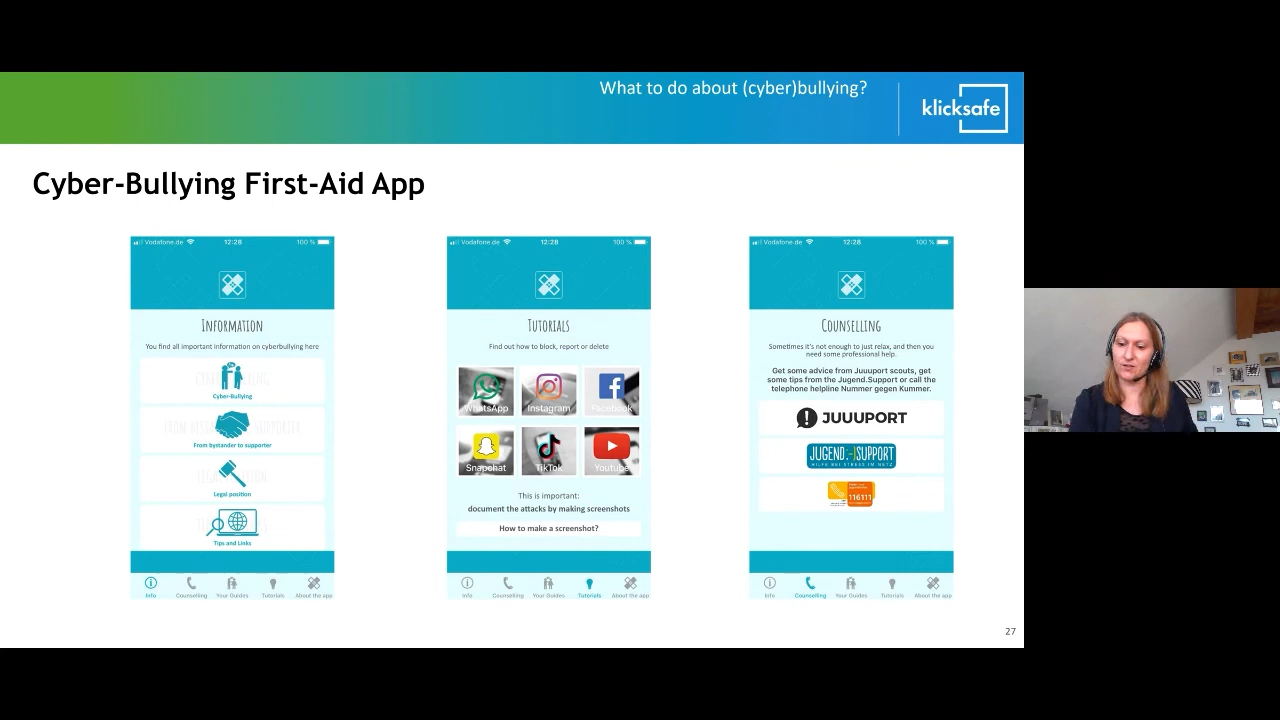 What to do about (cyber)bullying?
klicksafe
Cyber-Bullying First-Aid App
Vodafone.de 12:28 100 %
INFORMATION
You find all important information on cyberbullying here
Cyber-Bullying
From bystander to supporter
Legal position
Tips and Links
Info Counselling Your Guides Tutorials About the app
Vodafone.de 12:28 100 %
TUTORIALS
Find out how to block, report or delete
WhatsApp Instagram Facebook
Snapchat TikTok Youtube
This is important:
document the attacks by making screenshots
How to make a screenshot?
Info Counselling Your Guides Tutorials About the app
Vodafone.de 12:28 100 %
COUNSELLING
Sometimes it's not enough to just relax, and then you
need some professional help.
Get some advice from Juuuport scouts, get
some tips from the Jugend.Support or call the
telephone helpline Nummer gegen Kummer.
JUUUPORT
JUGEND.SUPPORT
HILFE BEI STRESS IM NETZ
116111
Info Counselling Your Guides Tutorials About the app
27